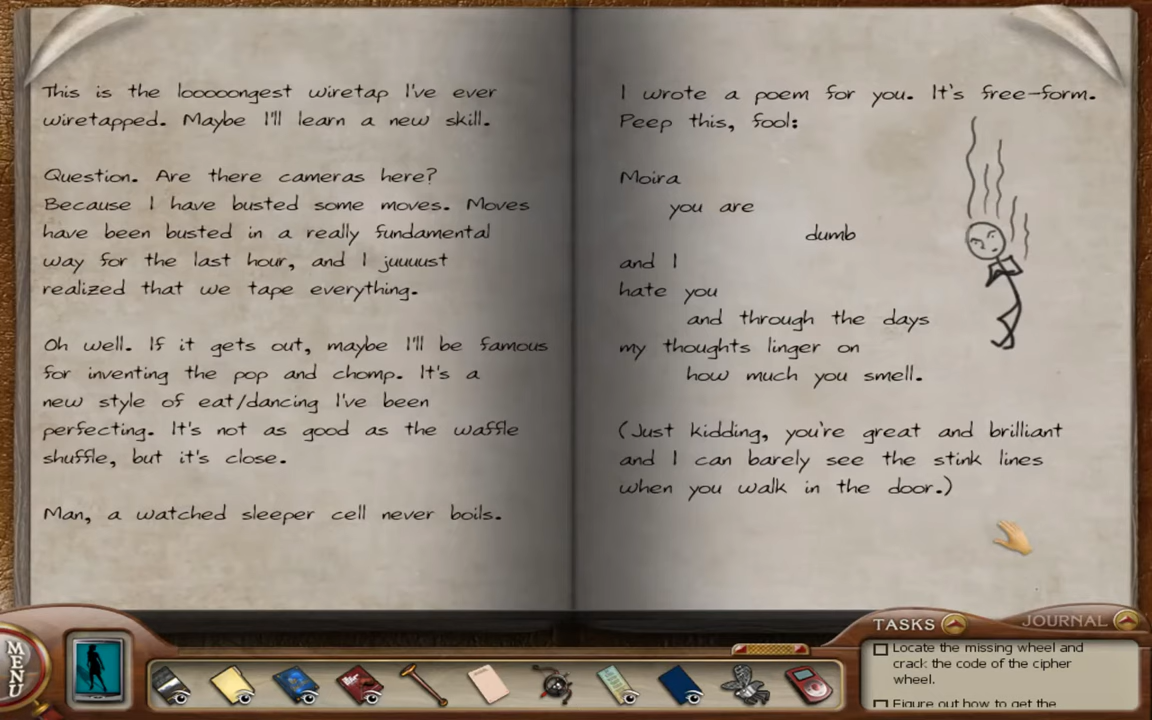 This is the looooongest wiretap I've ever
wiretapped. Maybe I'll learn a new skill.
Question. Are there cameras here?
Because I have busted some moves. Moves
have been busted in a really fundamental
way for the last hour, and I juuuust
realized that we tape everything.
Oh well. If it gets out, maybe I'll be famous
for inventing the pop and chomp. It's a
new style of eat/dancing I've been
perfecting. It's not as good as the waffle
shuffle, but it's close.
Man, a watched sleeper cell never boils.
I wrote a poem for you. It's free-form.
Peep this, fool:
Moira
you are
dumb
and I
hate you
and through the days
my thoughts linger on
how much you smell.
(Just kidding, you're great and brilliant
and I can barely see the stink lines
when you walk in the door.)
MENU
TASKS
JOURNAL
Locate the missing wheel and
crack the code of the cipher
wheel.
Figure out how to get the